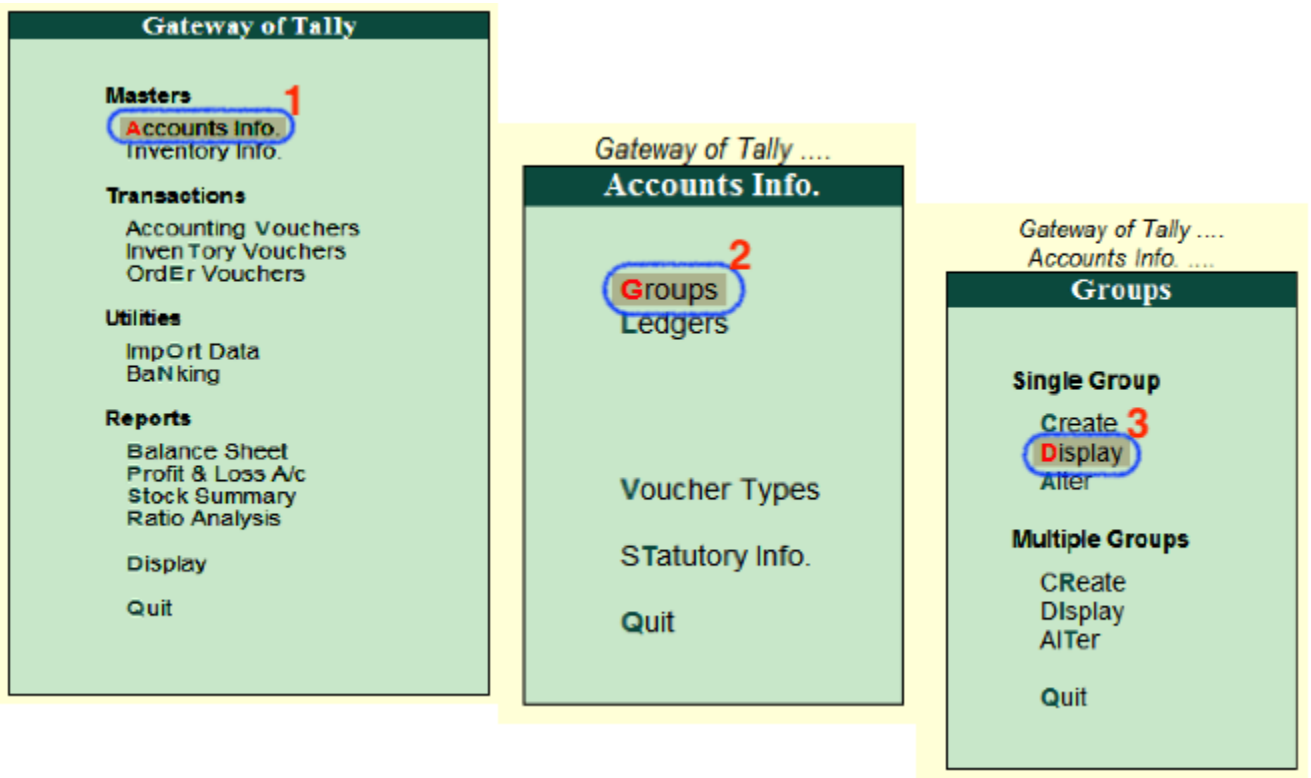 Gateway of Tally
Masters
1
Accounts Info.
Inventory Info.
Transactions
Accounting Vouchers
InvenTory Vouchers
OrdEr Vouchers
Utilities
ImpOrt Data
BaNking
Reports
Balance Sheet
Profit & Loss A/c
Stock Summary
Ratio Analysis
Display
Quit
Gateway of Tally ....
Accounts Info.
2
Groups
Ledgers
Voucher Types
STatutory Info.
Quit
Gateway of Tally ....
Accounts Info. ....
Groups
Single Group
Create 3
Display
Alter
Multiple Groups
CReate
DIsplay
AlTer
Quit